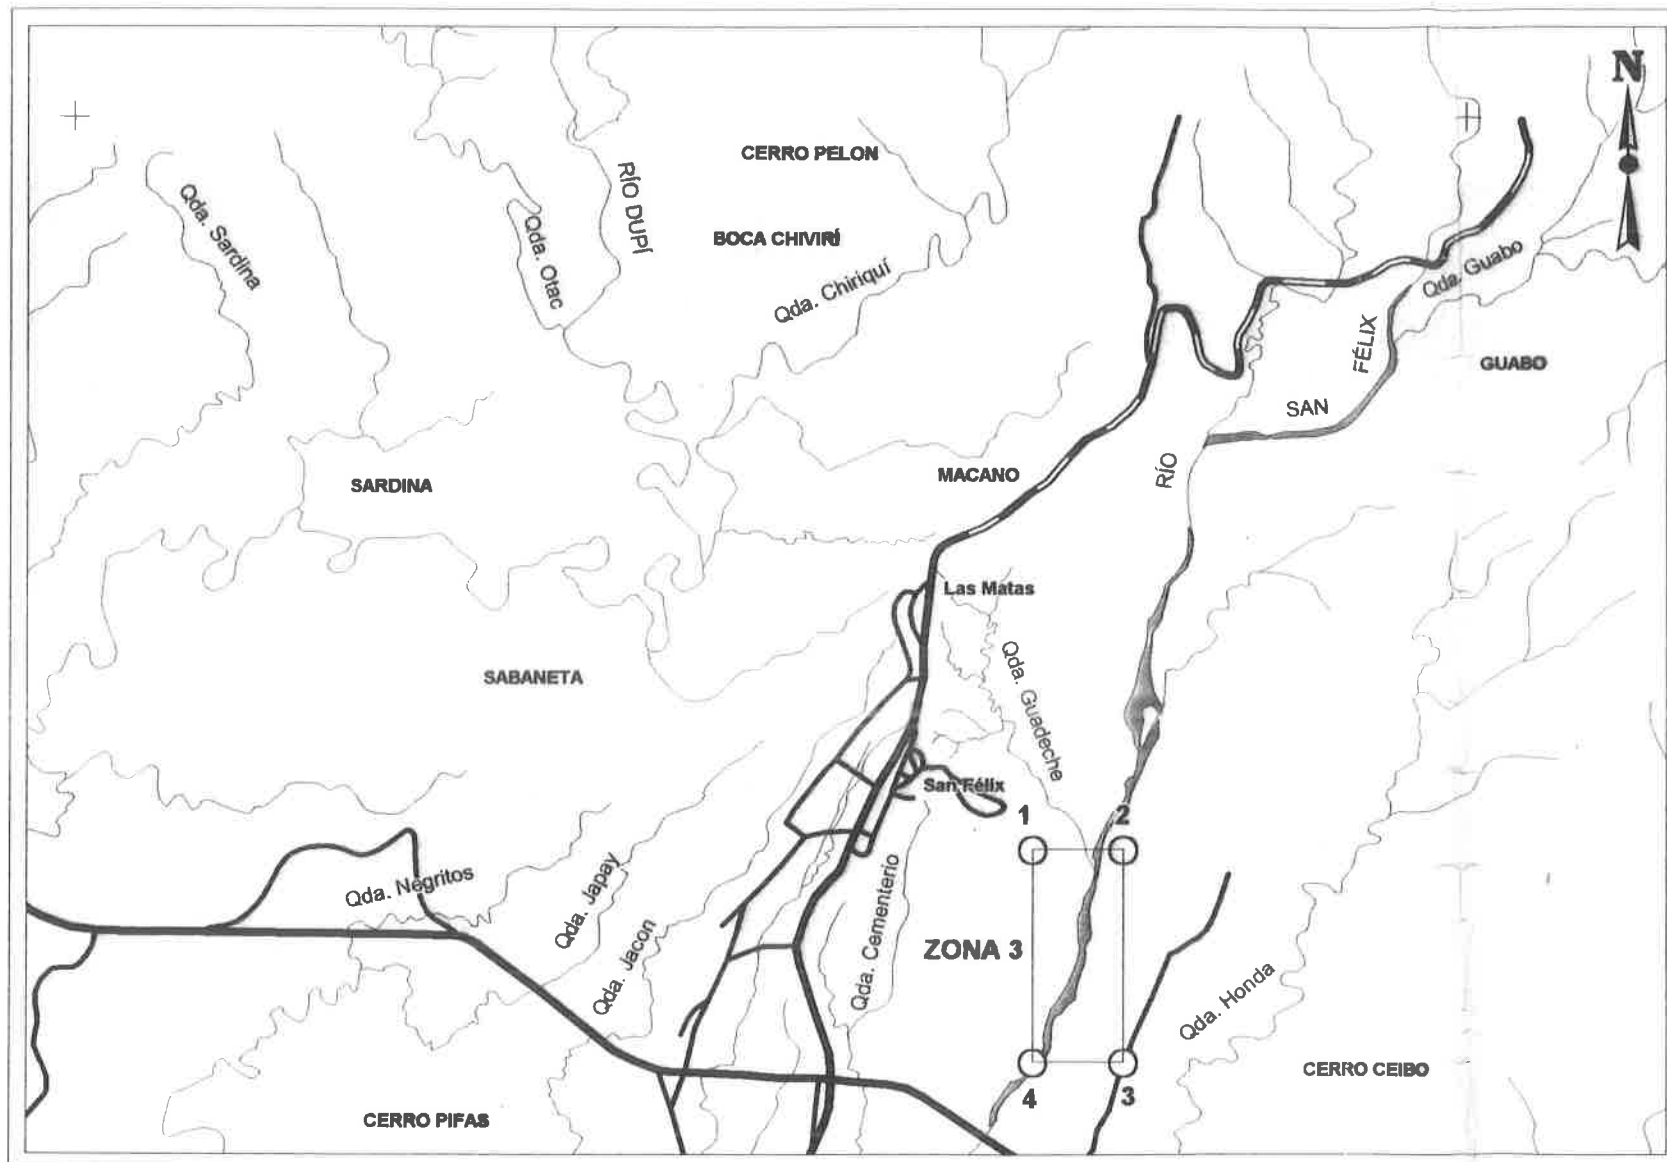 N
CERRO PELON
RÍO DUPÍ
Qda. Sardina
Qda. Otac
BOCA CHIVIRÍ
Qda. Chiriquí
Qda. Guabo
FÉLIX
GUABO
SAN
RÍO
MACANO
SARDINA
Las Matas
SABANETA
Qda. Guadeche
San Félix
1
2
Qda. Negritos
Qda. Japay
Qda. Jacon
Qda. Cementerio
ZONA 3
Qda. Honda
CERRO CEIBO
4
3
CERRO PIFAS